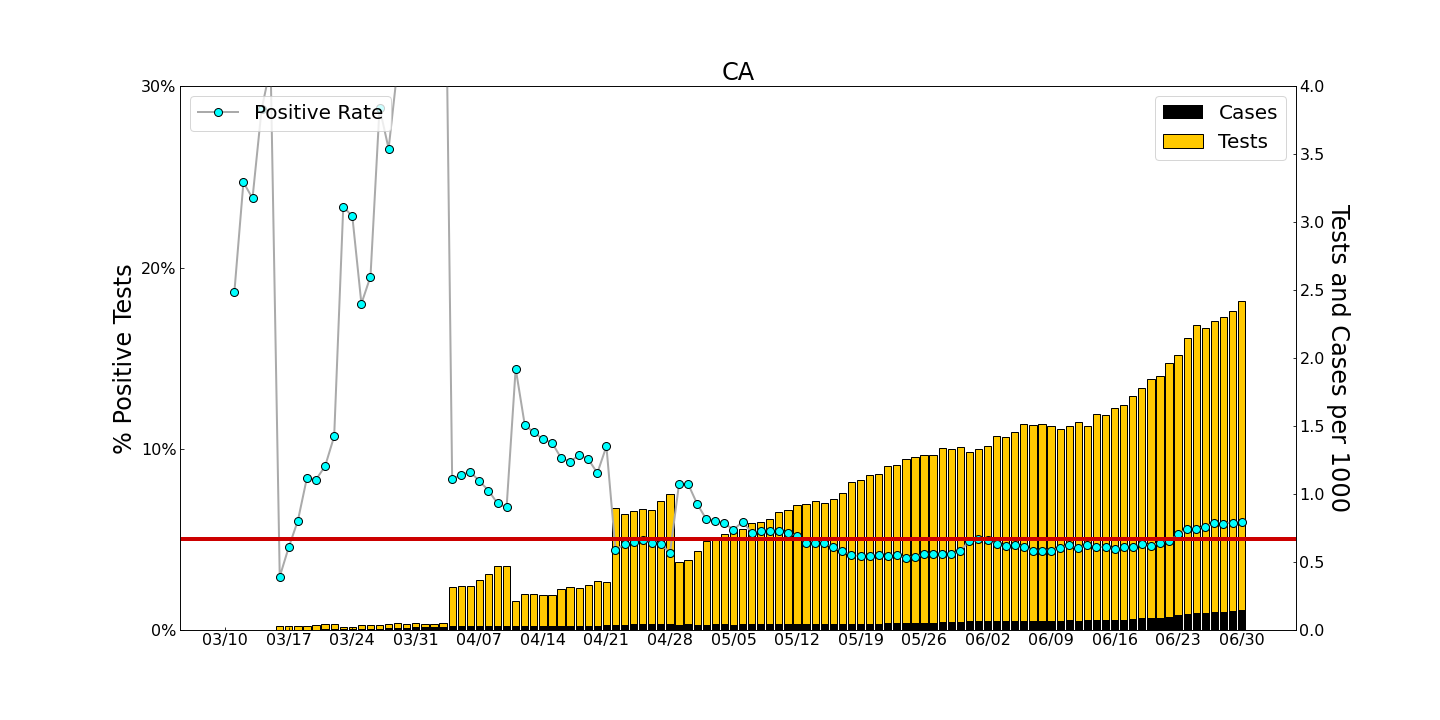 CA
Positive Rate
Cases
Tests
% Positive Tests
30%
20%
10%
0%
4.0
3.5
3.0
2.5
2.0
1.5
1.0
0.5
0.0
Tests and Cases per 1000
03/10 03/17 03/24 03/31 04/07 04/14 04/21 04/28 05/05 05/12 05/19 05/26 06/02 06/09 06/16 06/23 06/30